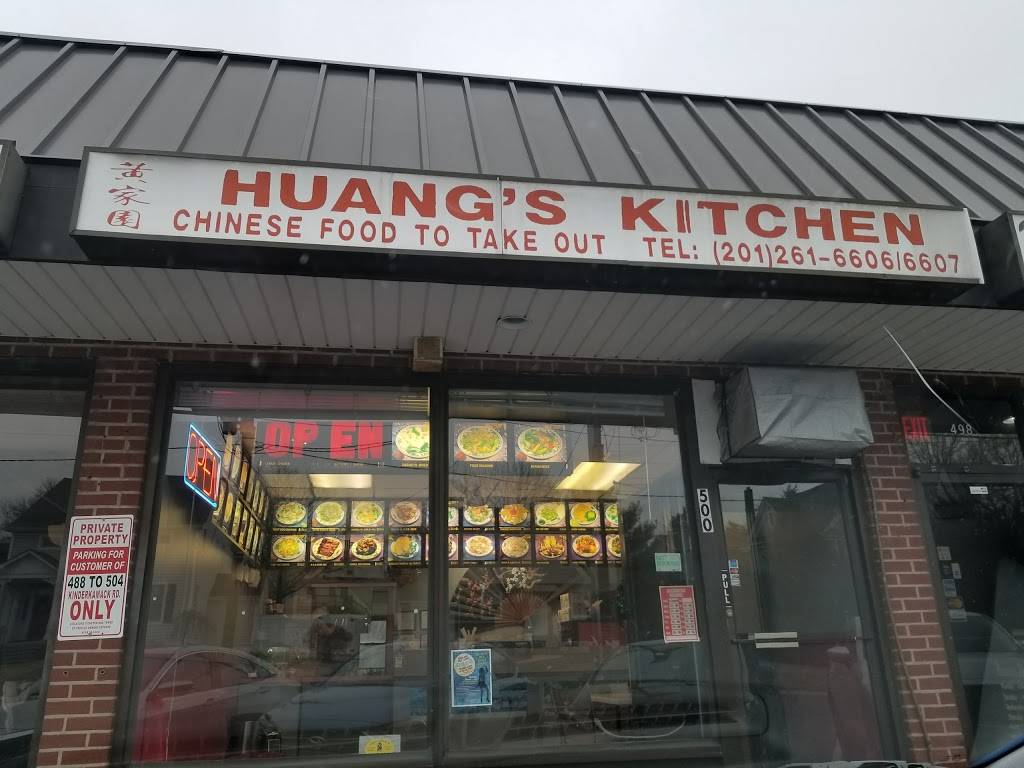 黃家園
HUANG'S KITCHEN
CHINESE FOOD TO TAKE OUT TEL: (201)261-6606/6607
OPEN
OPEN
EXIT
498
500
PULL
PRIVATE
PROPERTY
PARKING FOR
CUSTOMER OF
488 TO 504
KINDERKAMACK RD.
ONLY